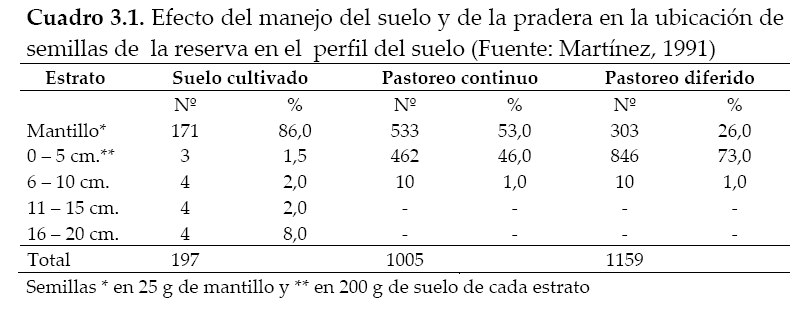 Cuadro 3.1. Efecto del manejo del suelo y de la pradera en la ubicación de
semillas de la reserva en el perfil del suelo (Fuente: Martínez, 1991)
Estrato Suelo cultivado Pastoreo continuo Pastoreo diferido
Nº % Nº % Nº %
Mantillo* 171 86,0 533 53,0 303 26,0
0 – 5 cm.** 3 1,5 462 46,0 846 73,0
6 – 10 cm. 4 2,0 10 1,0 10 1,0
11 – 15 cm. 4 2,0 - - - -
16 – 20 cm. 4 8,0 - - - -
Total 197 1005 1159
Semillas * en 25 g de mantillo y ** en 200 g de suelo de cada estrato